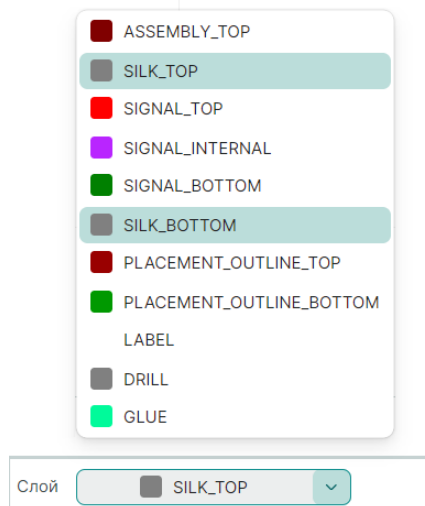 ASSEMBLY_TOP
SILK_TOP
SIGNAL_TOP
SIGNAL_INTERNAL
SIGNAL_BOTTOM
SILK_BOTTOM
PLACEMENT_OUTLINE_TOP
PLACEMENT_OUTLINE_BOTTOM
LABEL
DRILL
GLUE
Слой SILK_TOP